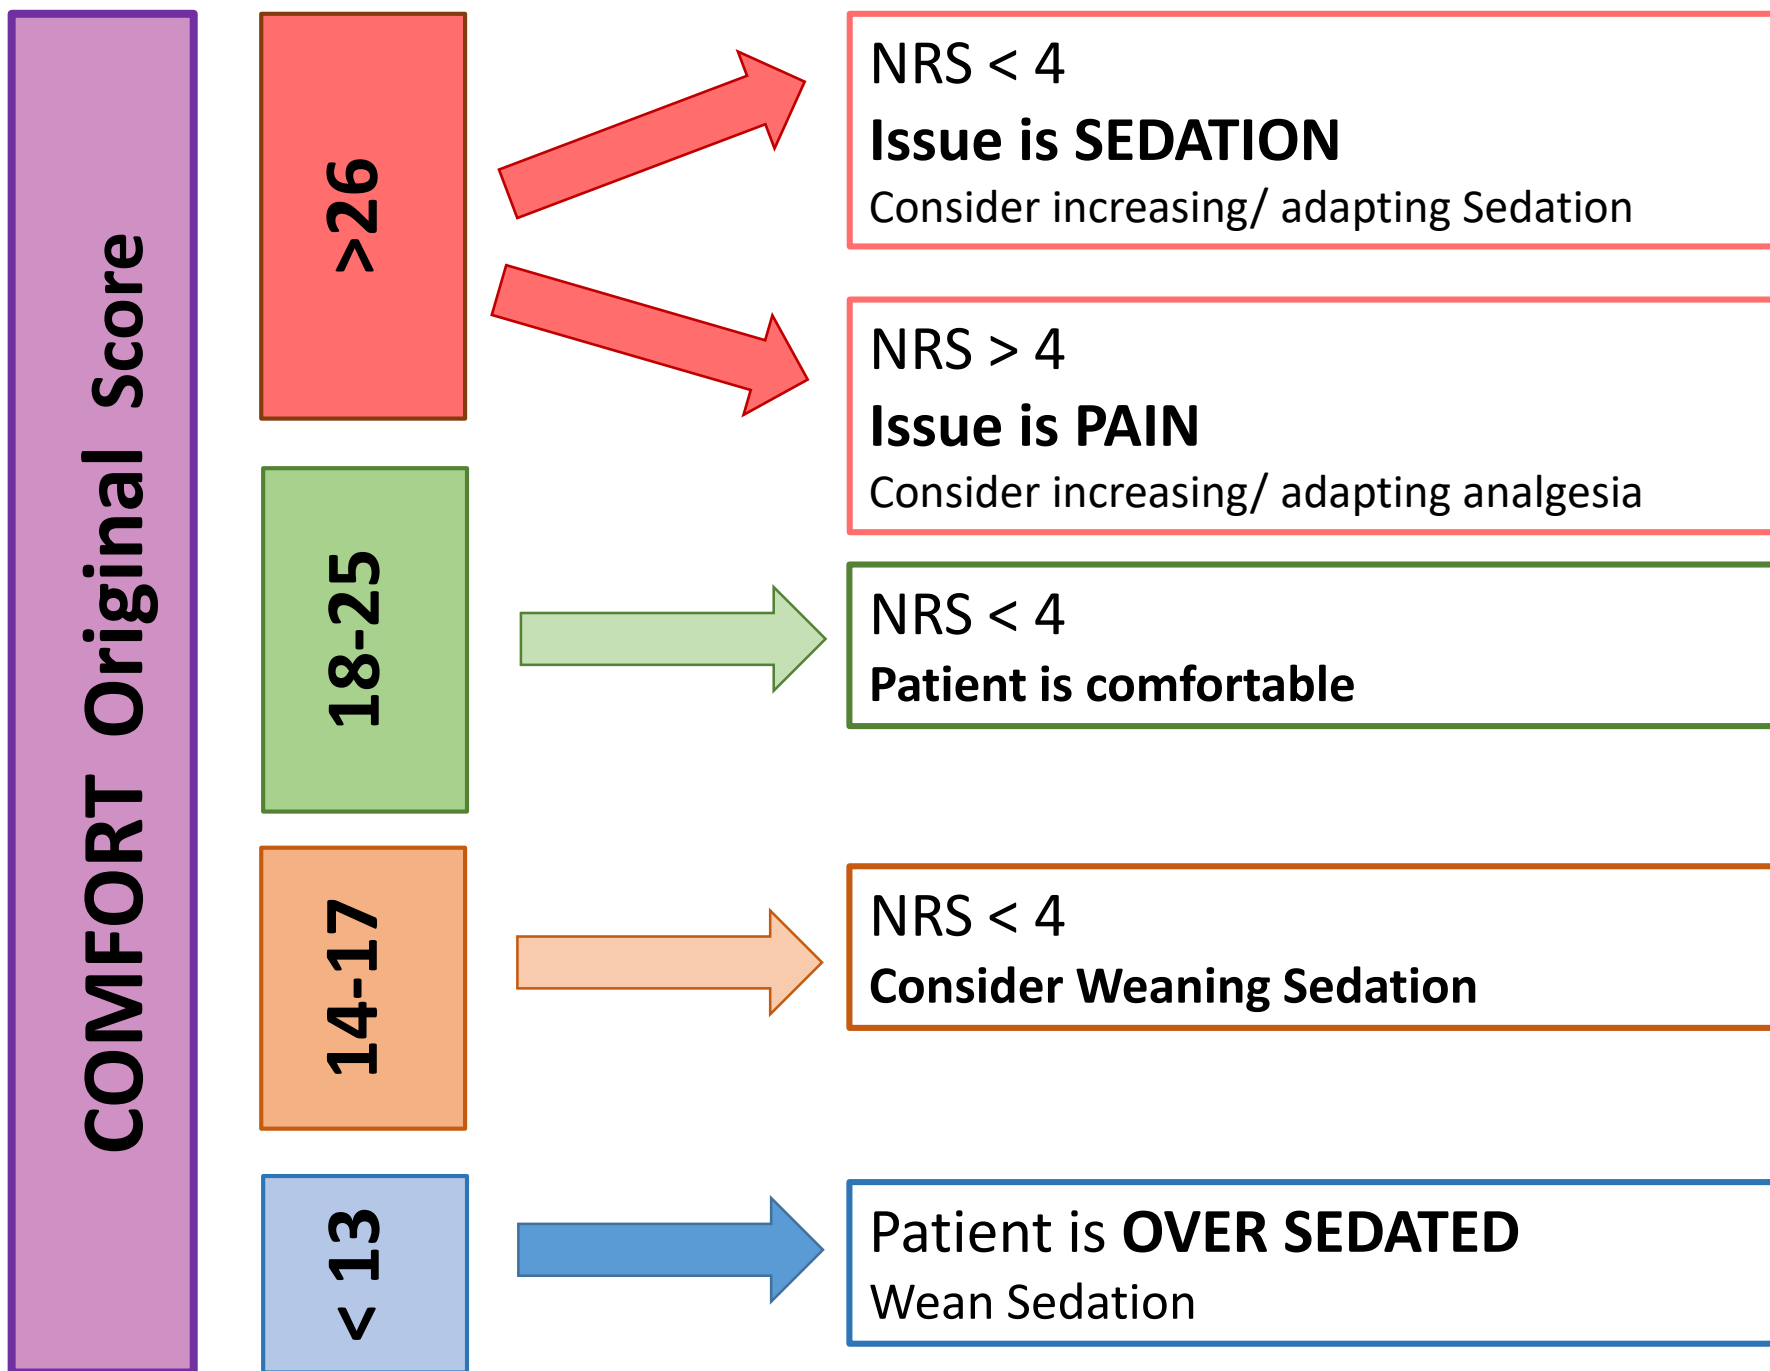 COMFORT Original Score
>26
NRS < 4
Issue is SEDATION
Consider increasing/ adapting Sedation
NRS > 4
Issue is PAIN
Consider increasing/ adapting analgesia
18-25
NRS < 4
Patient is comfortable
14-17
NRS < 4
Consider Weaning Sedation
< 13
Patient is OVER SEDATED
Wean Sedation